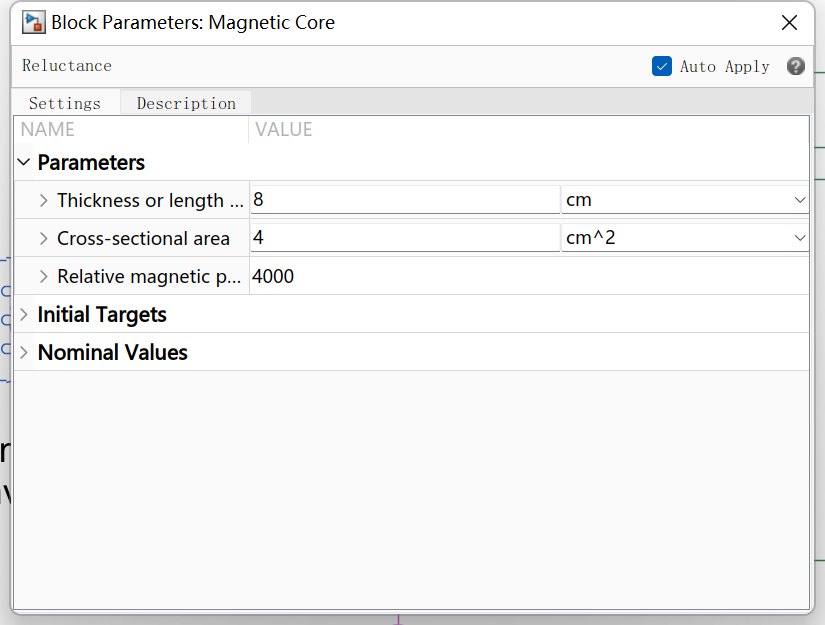 Block Parameters: Magnetic Core
Reluctance
Auto Apply
Settings Description
NAME VALUE
Parameters
Thickness or length ... 8 cm
Cross-sectional area 4 cm^2
Relative magnetic p... 4000
Initial Targets
Nominal Values